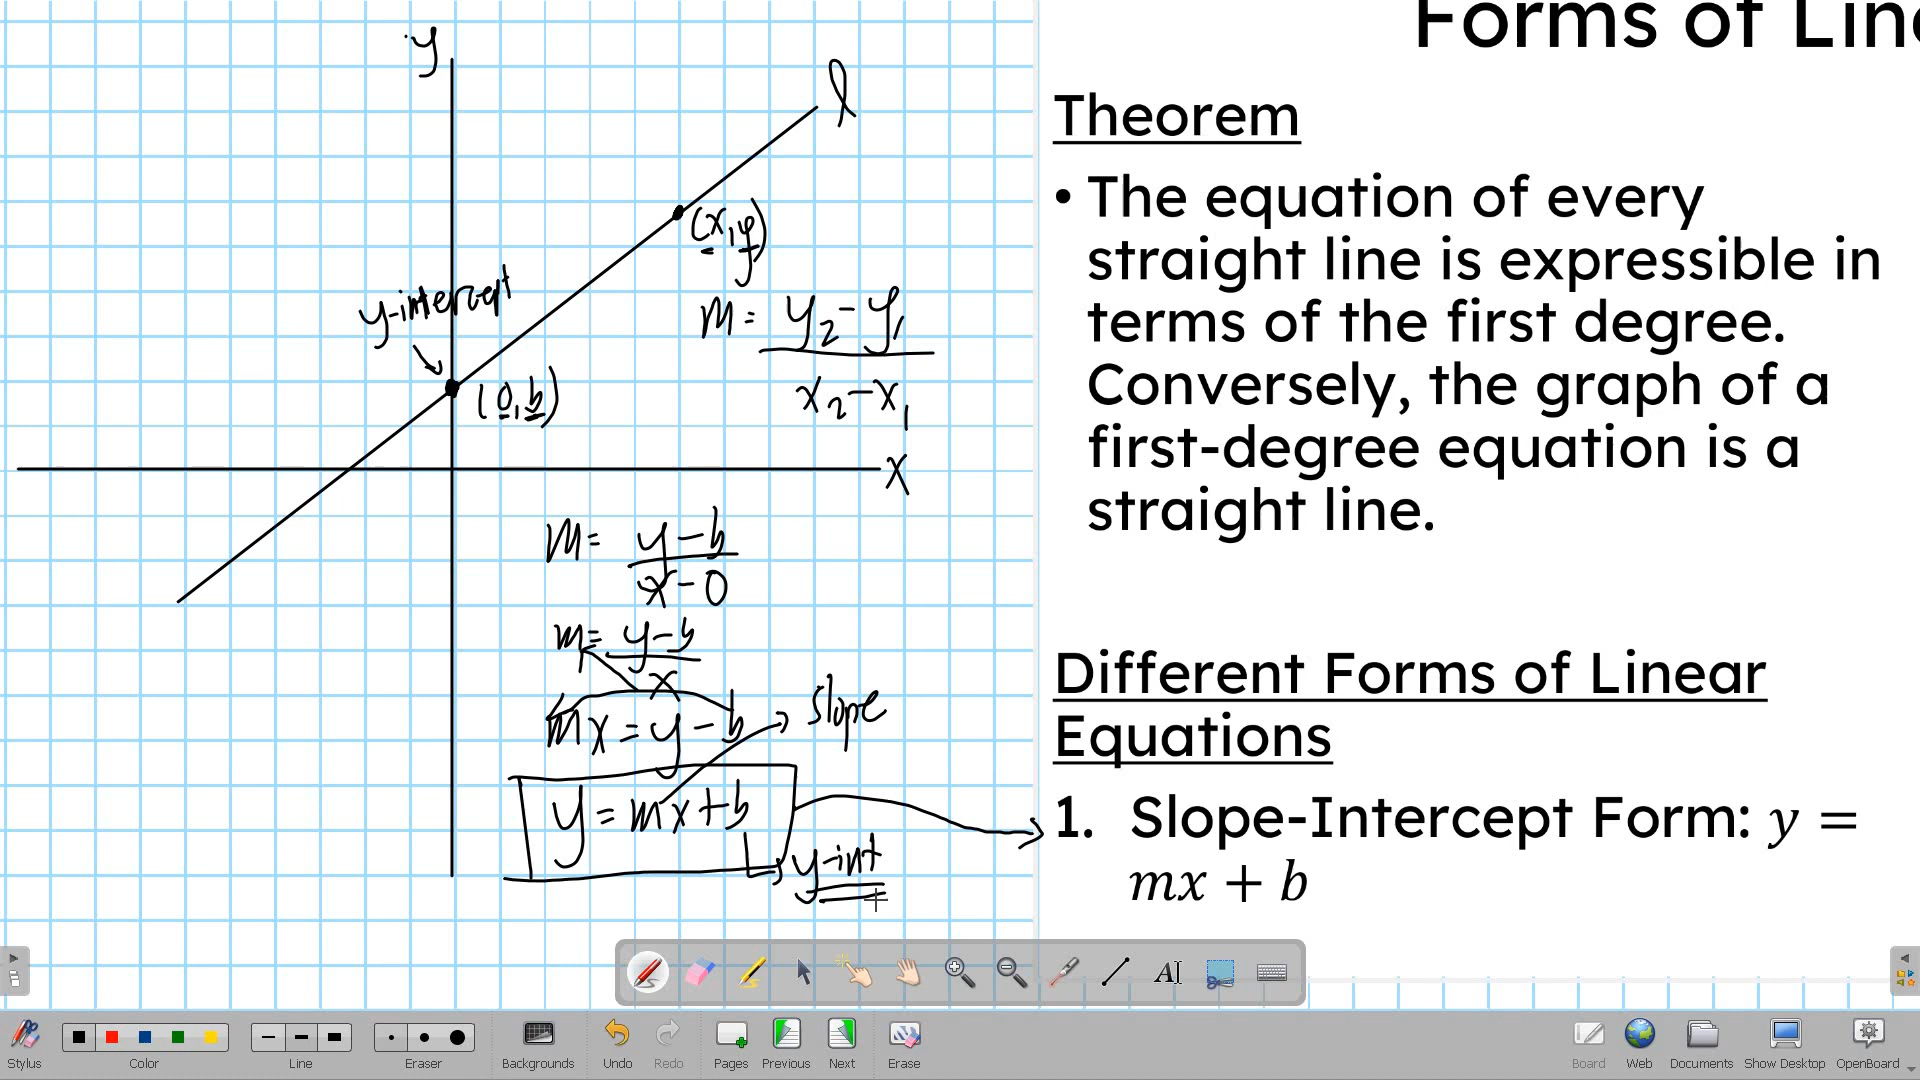 Forms of Line
y
l
(x,y)
y-intercept
m = y₂-y₁
x₂-x₁
(0,b)
x
m = y-b
x-0
m = y-b
x
mx = y-b
slope
y = mx+b
y-int
Theorem
• The equation of every
straight line is expressible in
terms of the first degree.
Conversely, the graph of a
first-degree equation is a
straight line.
Different Forms of Linear
Equations
1. Slope-Intercept Form: y =
mx + b
Stylus Color Line Eraser Backgrounds Undo Redo Pages Previous Next Erase Board Web Documents Show Desktop OpenBoard